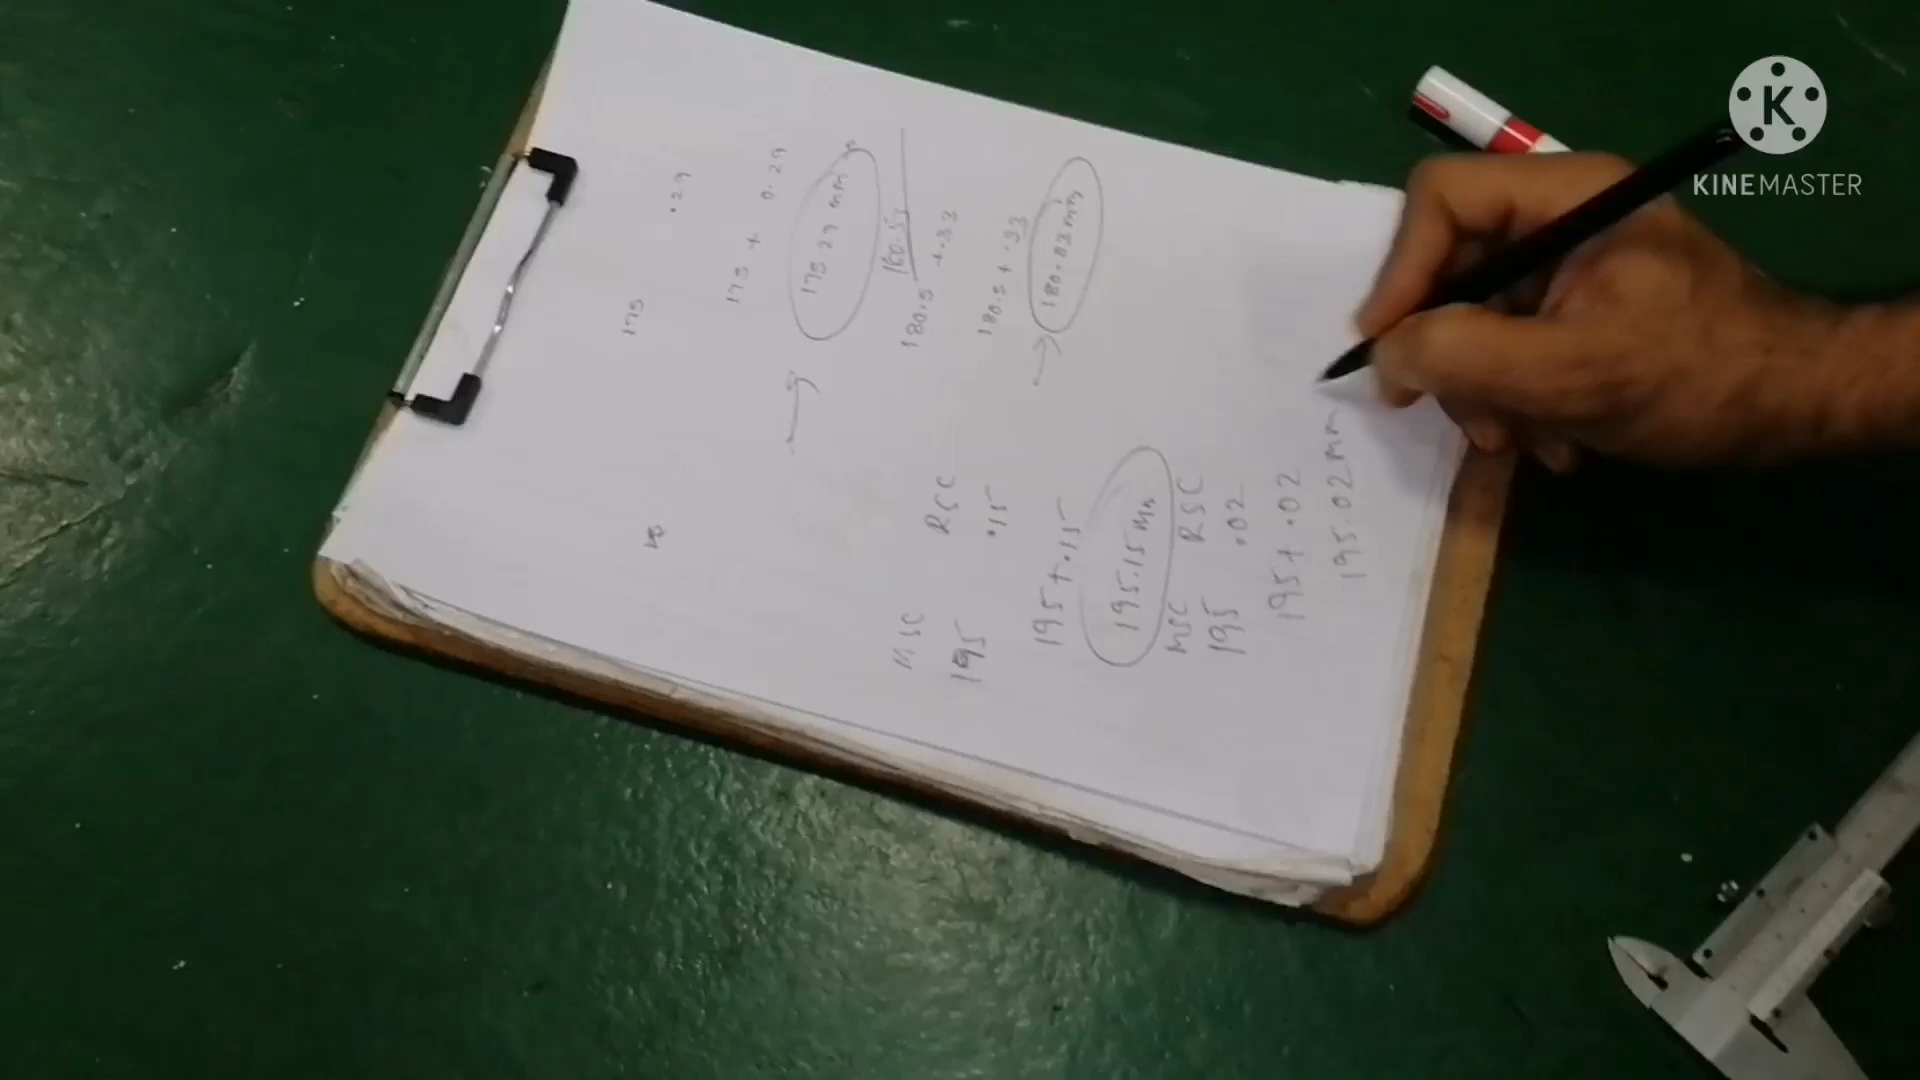 175 .29
175 + 0.29
175.29 mm
180.5
180.5 +.33
180.5 + .33
180.83 mm
MSC RSC
195 .15
195+.15
195.15 mm
MSC RSC
195 .02
195+.02
195.02 mm
K
KINEMASTER